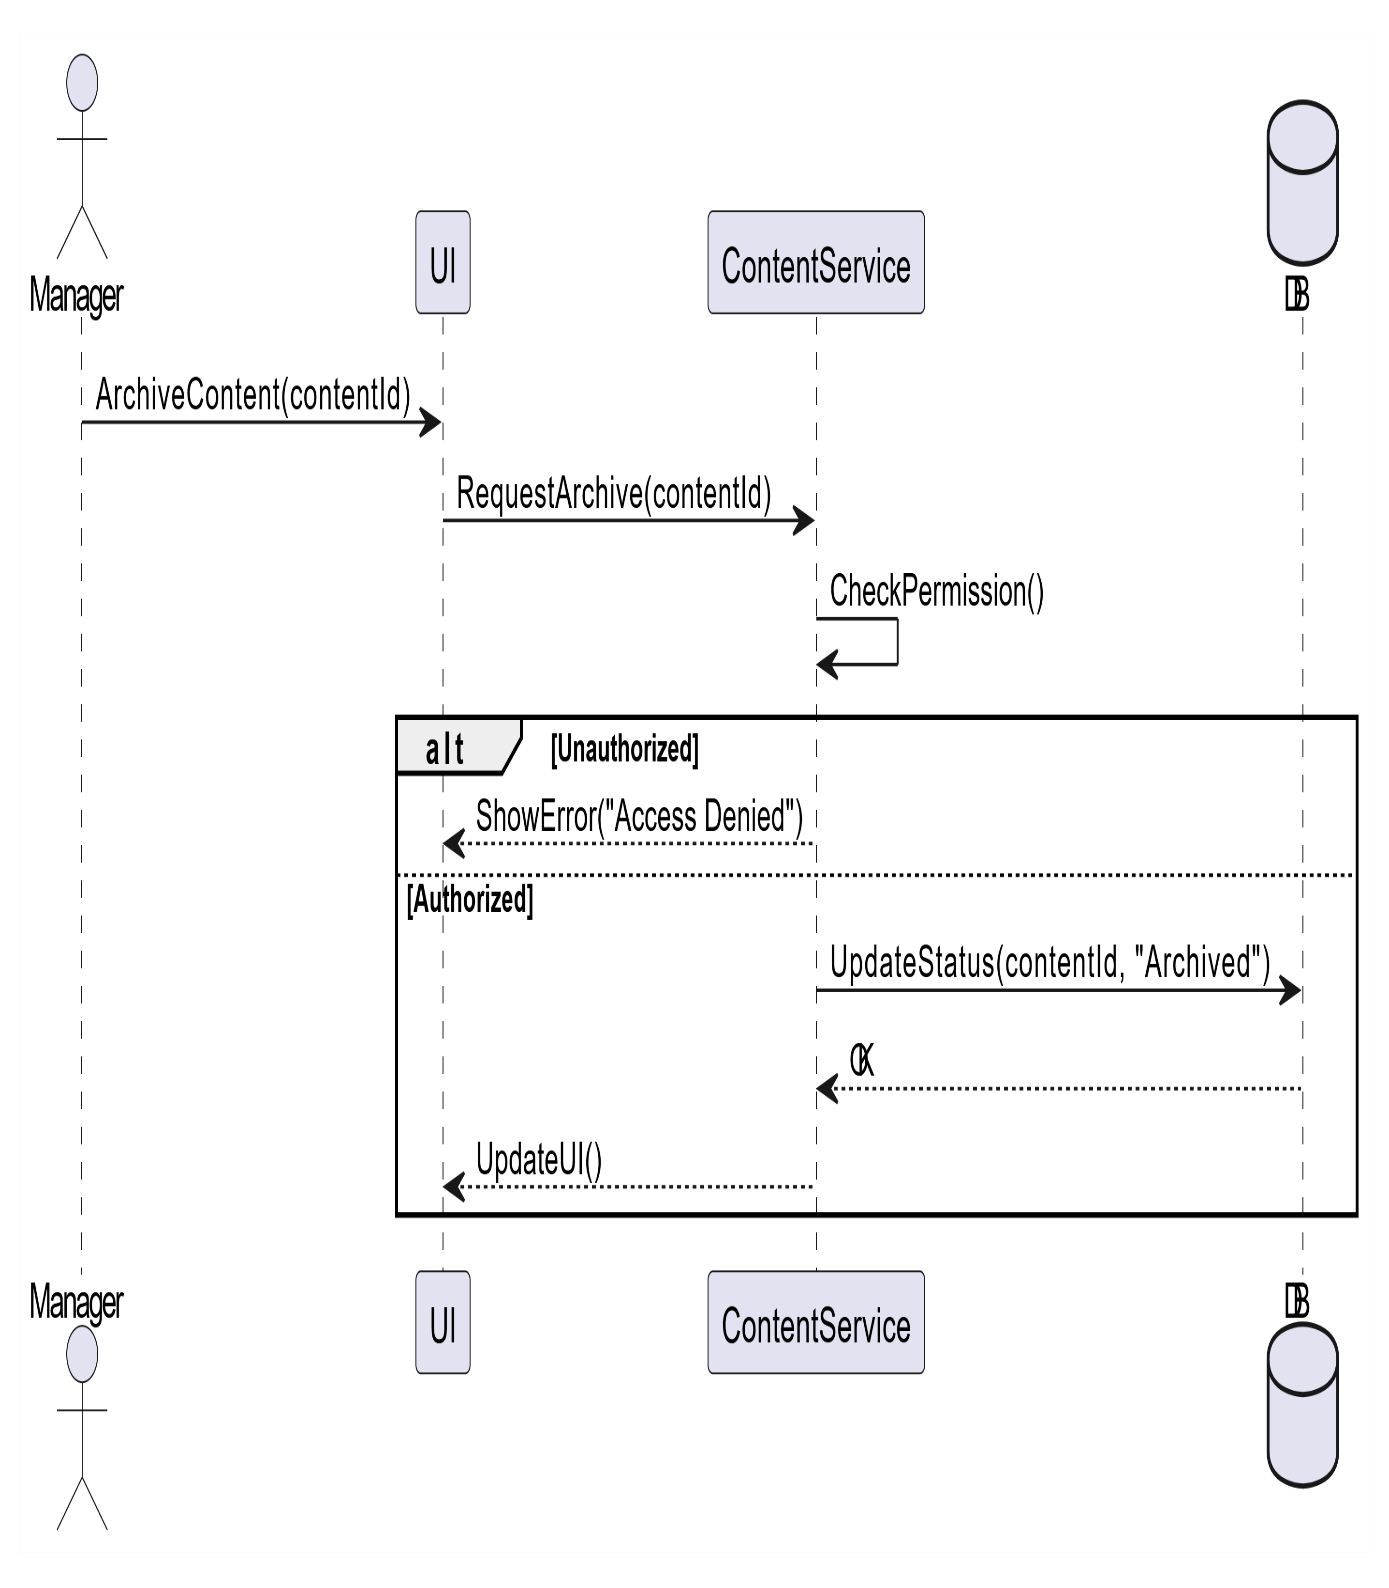 Manager
UI
ContentService
DB
ArchiveContent(contentId)
RequestArchive(contentId)
CheckPermission()
alt
[Unauthorized]
ShowError("Access Denied")
[Authorized]
UpdateStatus(contentId, "Archived")
OK
UpdateUI()
Manager
UI
ContentService
DB